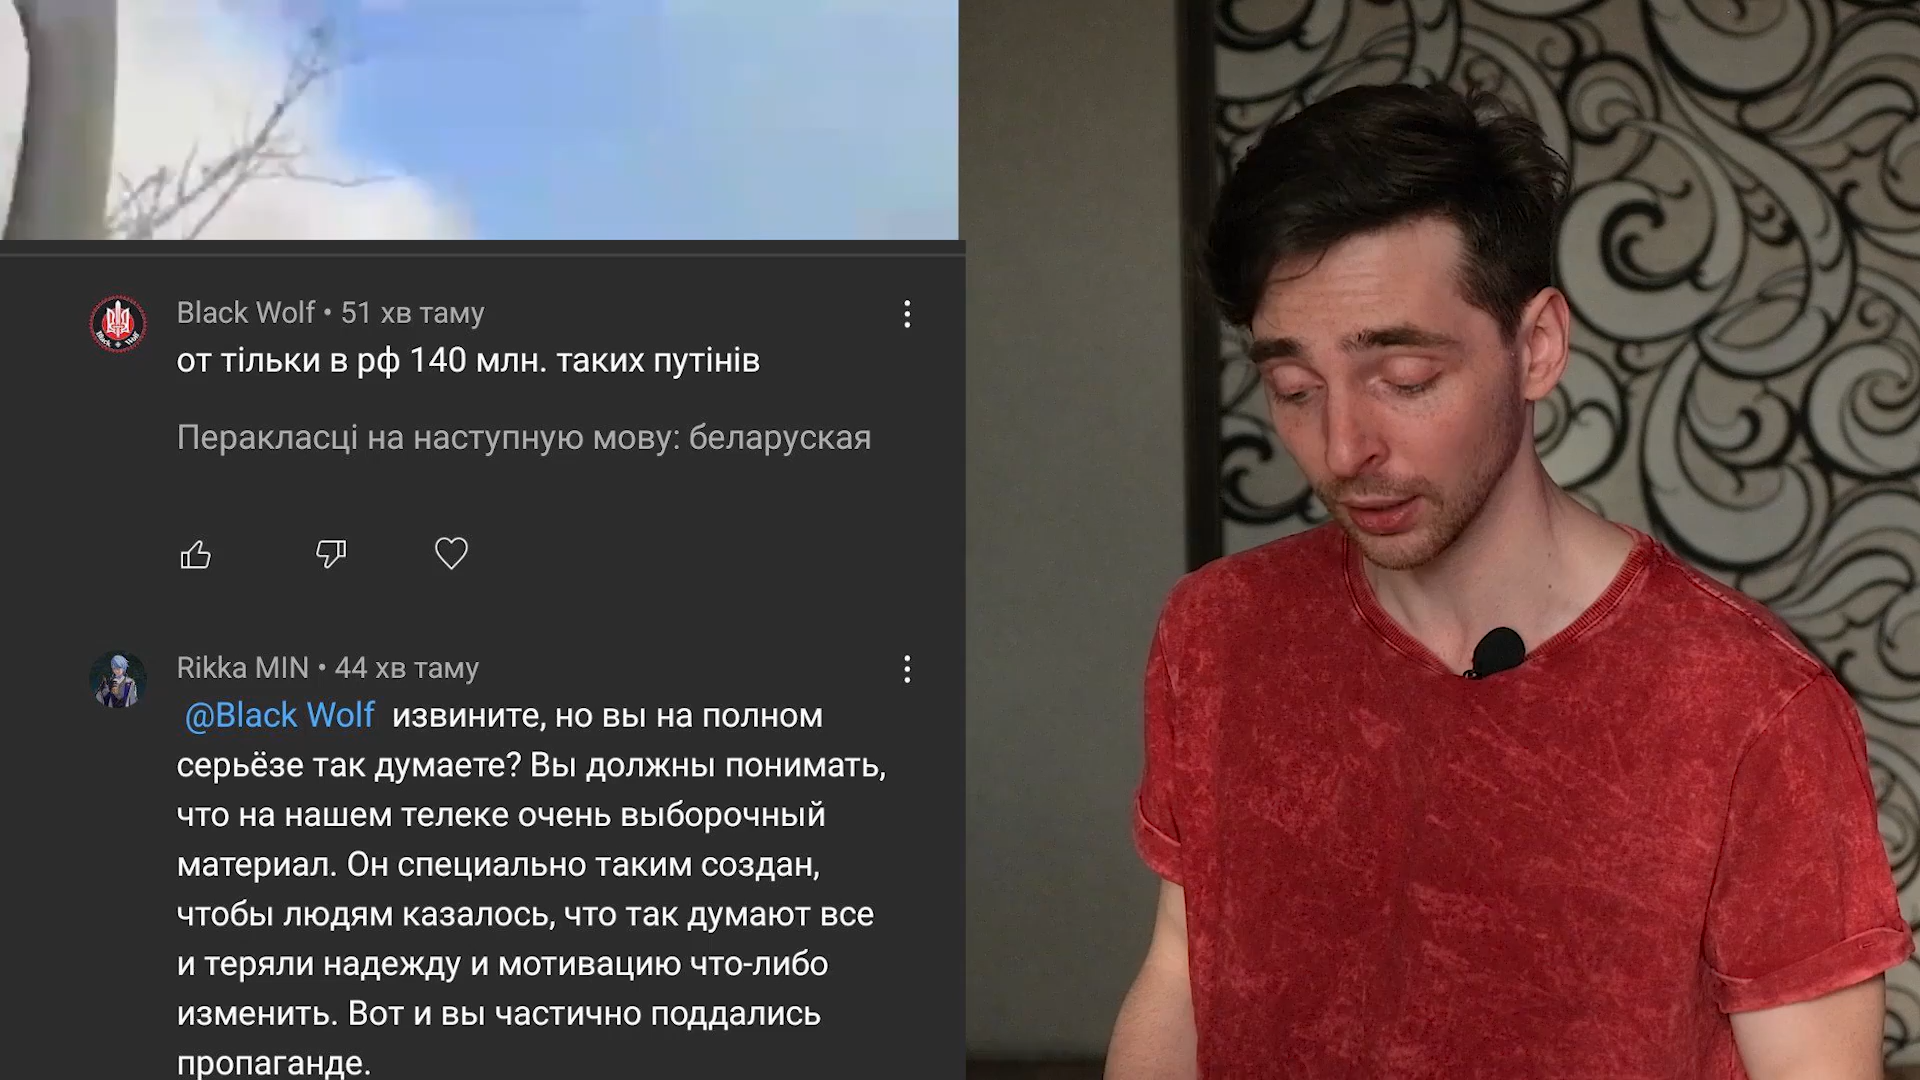 Black Wolf • 51 хв таму
от тільки в рф 140 млн. таких путінів
Перакласці на наступную мову: беларуская
Rikka MIN • 44 хв таму
@Black Wolf извините, но вы на полном
серьёзе так думаете? Вы должны понимать,
что на нашем телеке очень выборочный
материал. Он специально таким создан,
чтобы людям казалось, что так думают все
и теряли надежду и мотивацию что-либо
изменить. Вот и вы частично поддались
пропаганде.